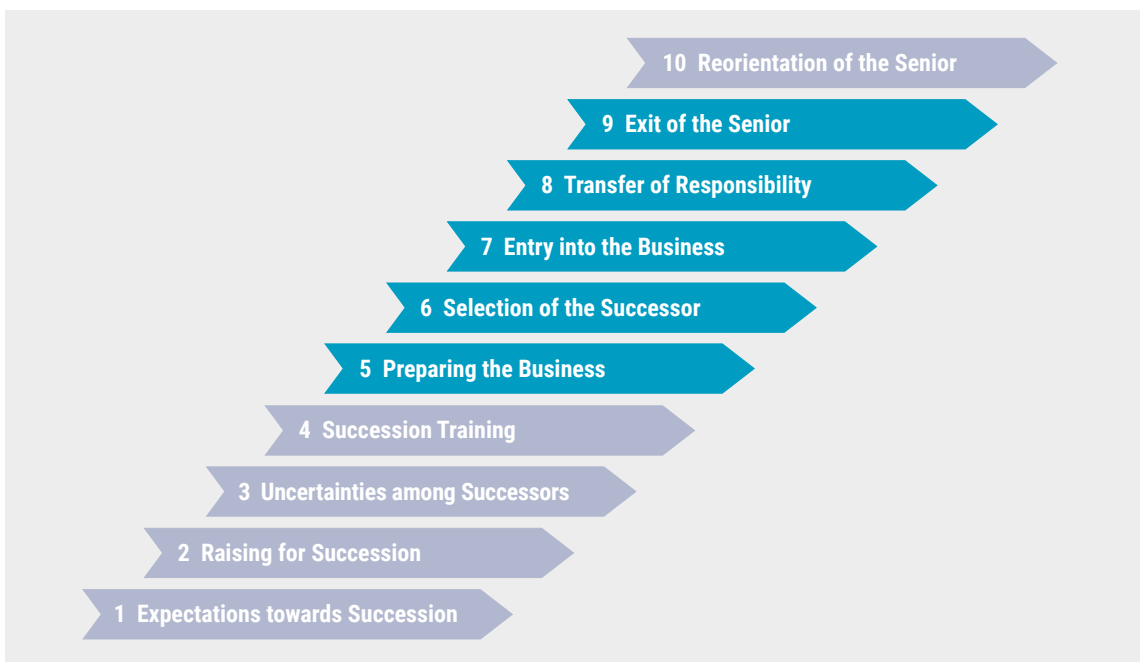 10 Reorientation of the Senior
9 Exit of the Senior
8 Transfer of Responsibility
7 Entry into the Business
6 Selection of the Successor
5 Preparing the Business
4 Succession Training
3 Uncertainties among Successors
2 Raising for Succession
1 Expectations towards Succession